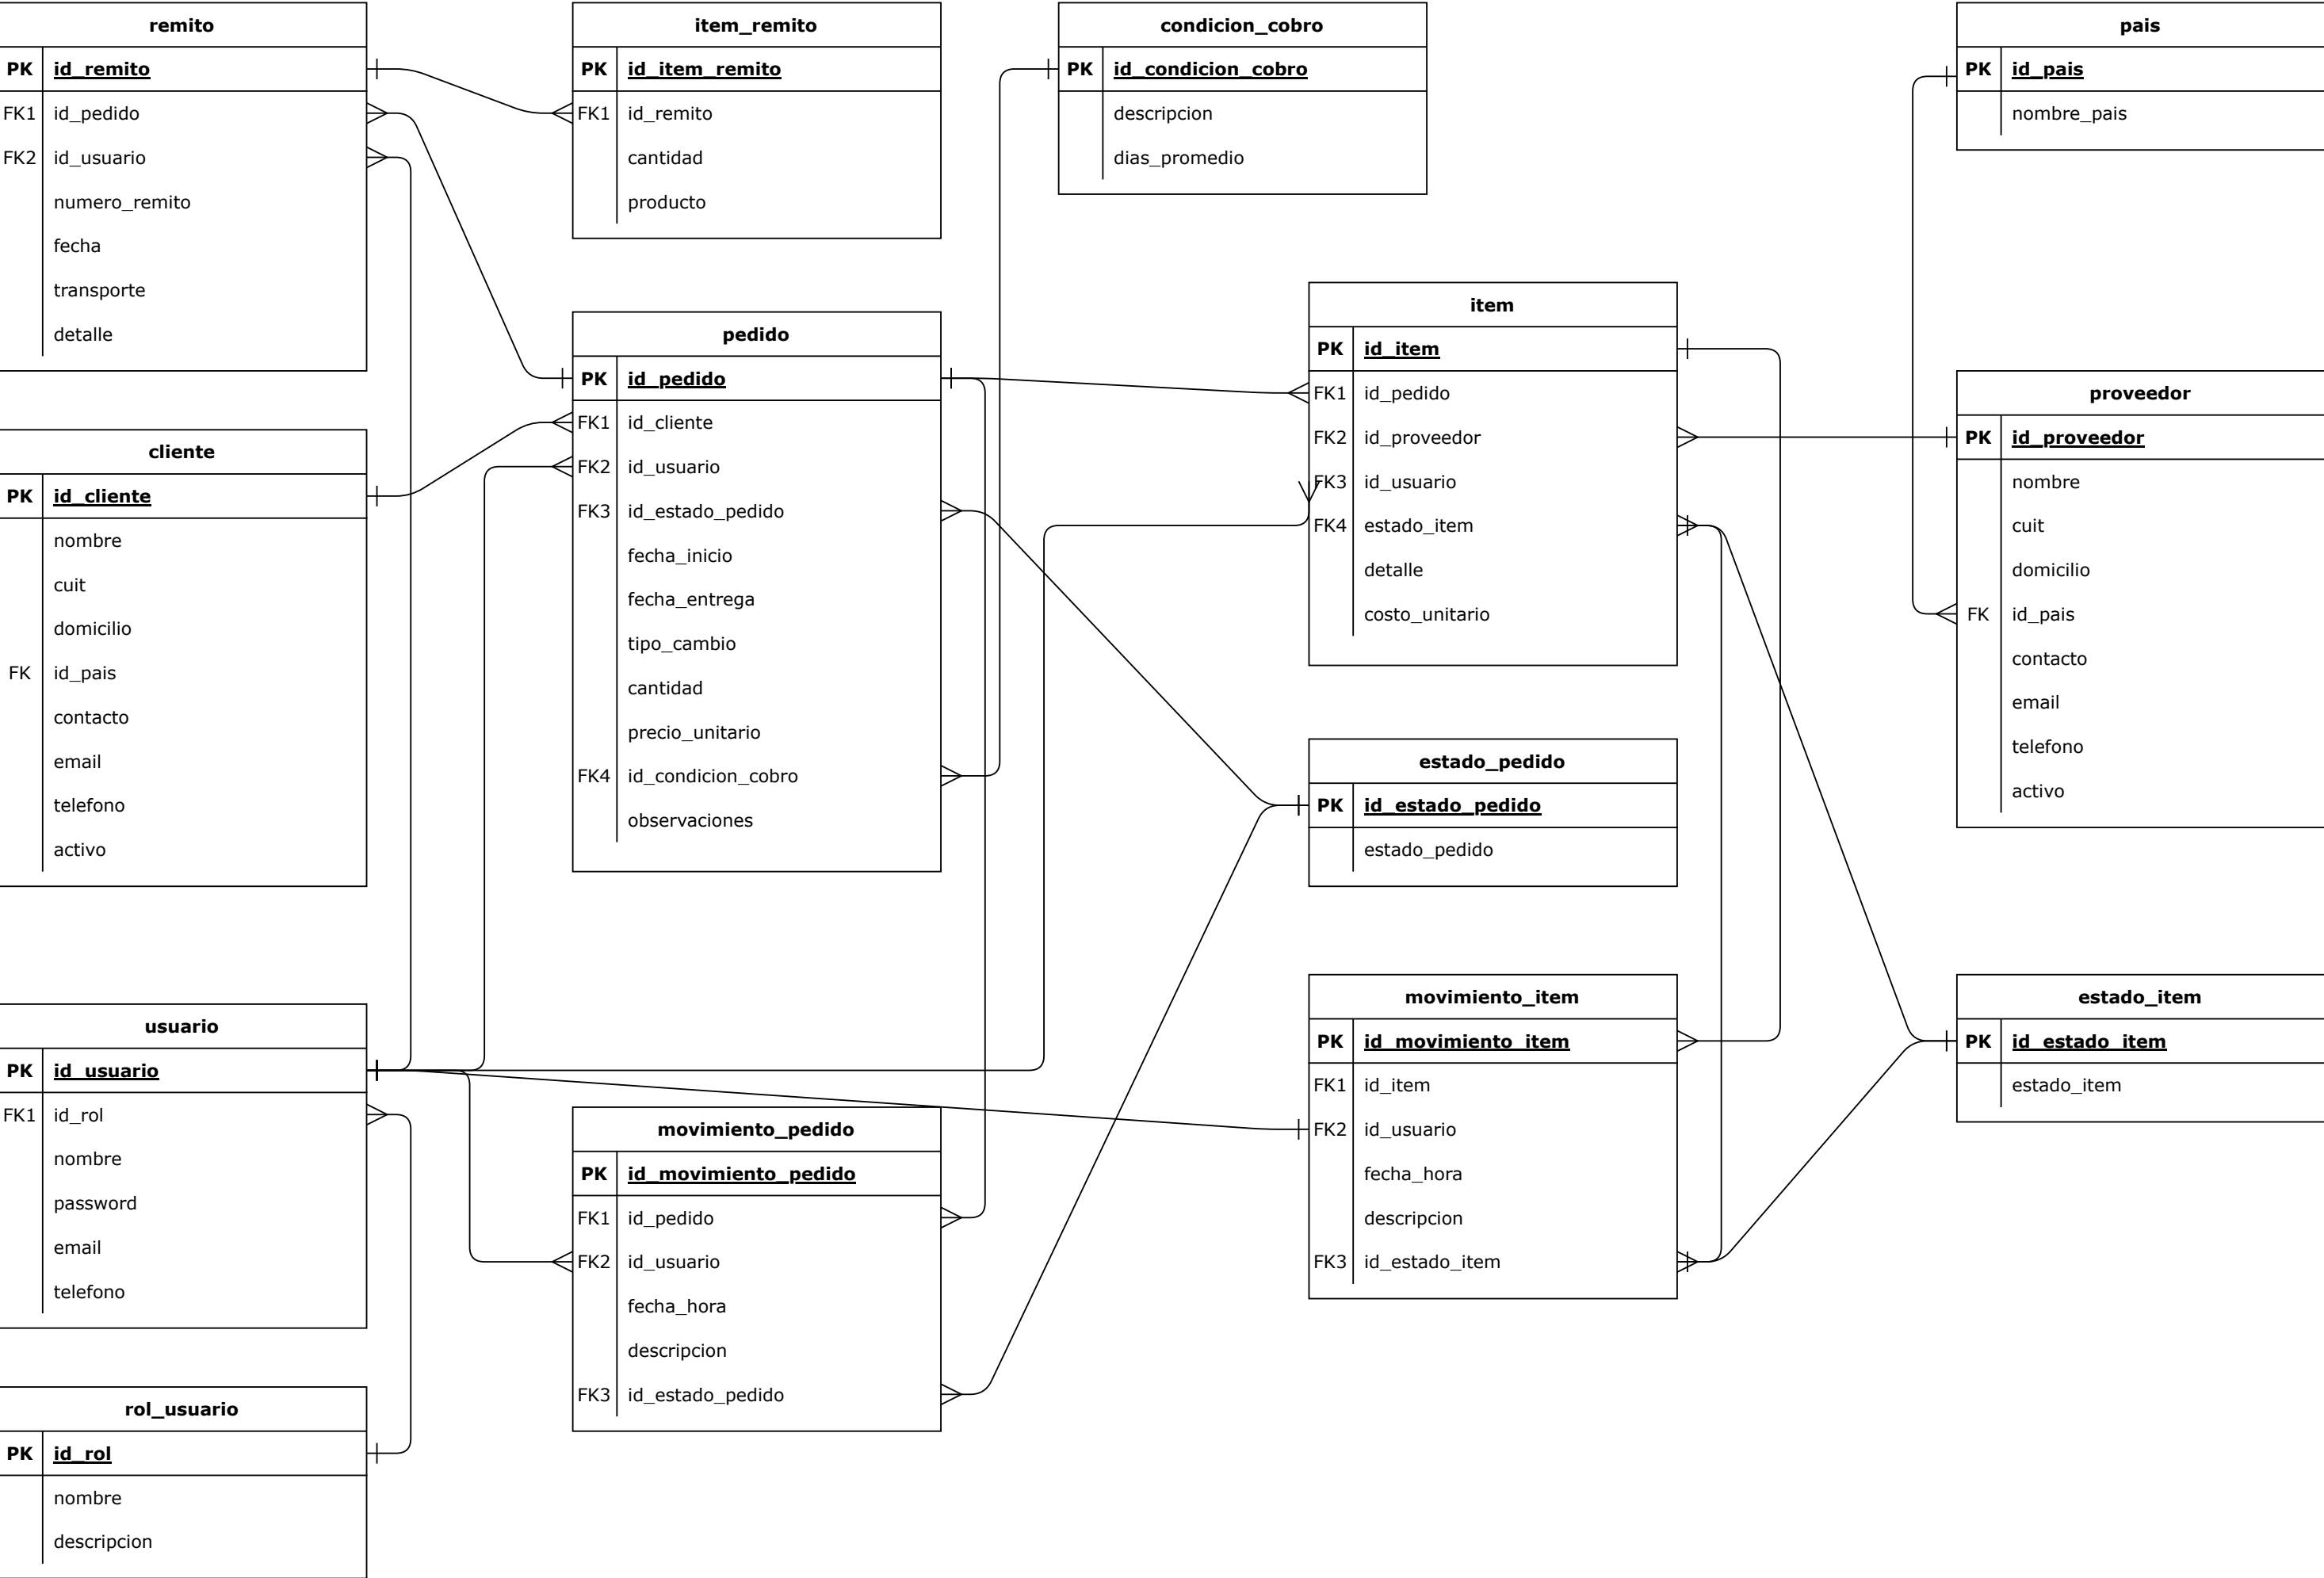 remito
PK id_remito
FK1 id_pedido
FK2 id_usuario
numero_remito
fecha
transporte
detalle
item_remito
PK id_item_remito
FK1 id_remito
cantidad
producto
condicion_cobro
PK id_condicion_cobro
descripcion
dias_promedio
pais
PK id_pais
nombre_pais
cliente
PK id_cliente
nombre
cuit
domicilio
FK id_pais
contacto
email
telefono
activo
pedido
PK id_pedido
FK1 id_cliente
FK2 id_usuario
FK3 id_estado_pedido
fecha_inicio
fecha_entrega
tipo_cambio
cantidad
precio_unitario
FK4 id_condicion_cobro
observaciones
item
PK id_item
FK1 id_pedido
FK2 id_proveedor
FK3 id_usuario
FK4 estado_item
detalle
costo_unitario
proveedor
PK id_proveedor
nombre
cuit
domicilio
FK id_pais
contacto
email
telefono
activo
estado_pedido
PK id_estado_pedido
estado_pedido
usuario
PK id_usuario
FK1 id_rol
nombre
password
email
telefono
movimiento_pedido
PK id_movimiento_pedido
FK1 id_pedido
FK2 id_usuario
fecha_hora
descripcion
FK3 id_estado_pedido
movimiento_item
PK id_movimiento_item
FK1 id_item
FK2 id_usuario
fecha_hora
descripcion
FK3 id_estado_item
estado_item
PK id_estado_item
estado_item
rol_usuario
PK id_rol
nombre
descripcion